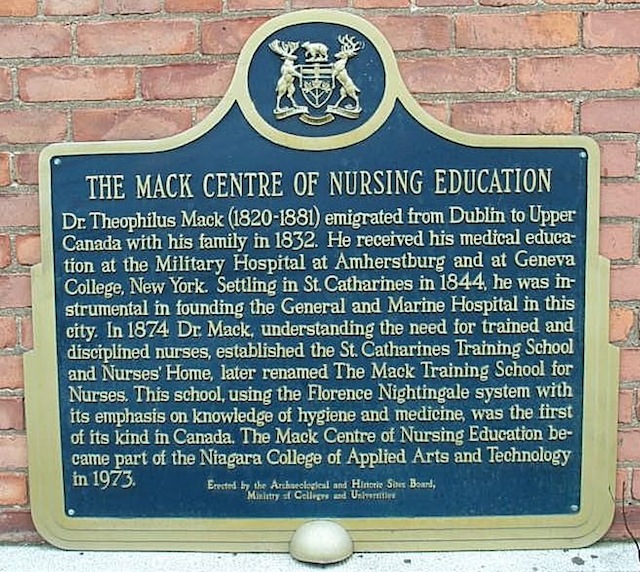 THE MACK CENTRE OF NURSING EDUCATION
Dr. Theophilus Mack (1820-1881) emigrated from Dublin to Upper
Canada with his family in 1832. He received his medical educa-
tion at the Military Hospital at Amherstburg and at Geneva
College, New York. Settling in St. Catharines in 1844, he was in-
strumental in founding the General and Marine Hospital in this
city. In 1874 Dr. Mack, understanding the need for trained and
disciplined nurses, established the St. Catharines Training School
and Nurses' Home, later renamed The Mack Training School for
Nurses. This school, using the Florence Nightingale system with
its emphasis on knowledge of hygiene and medicine, was the first
of its kind in Canada. The Mack Centre of Nursing Education be-
came part of the Niagara College of Applied Arts and Technology
in 1973.
Erected by the Archaeological and Historic Sites Board,
Ministry of Colleges and Universities